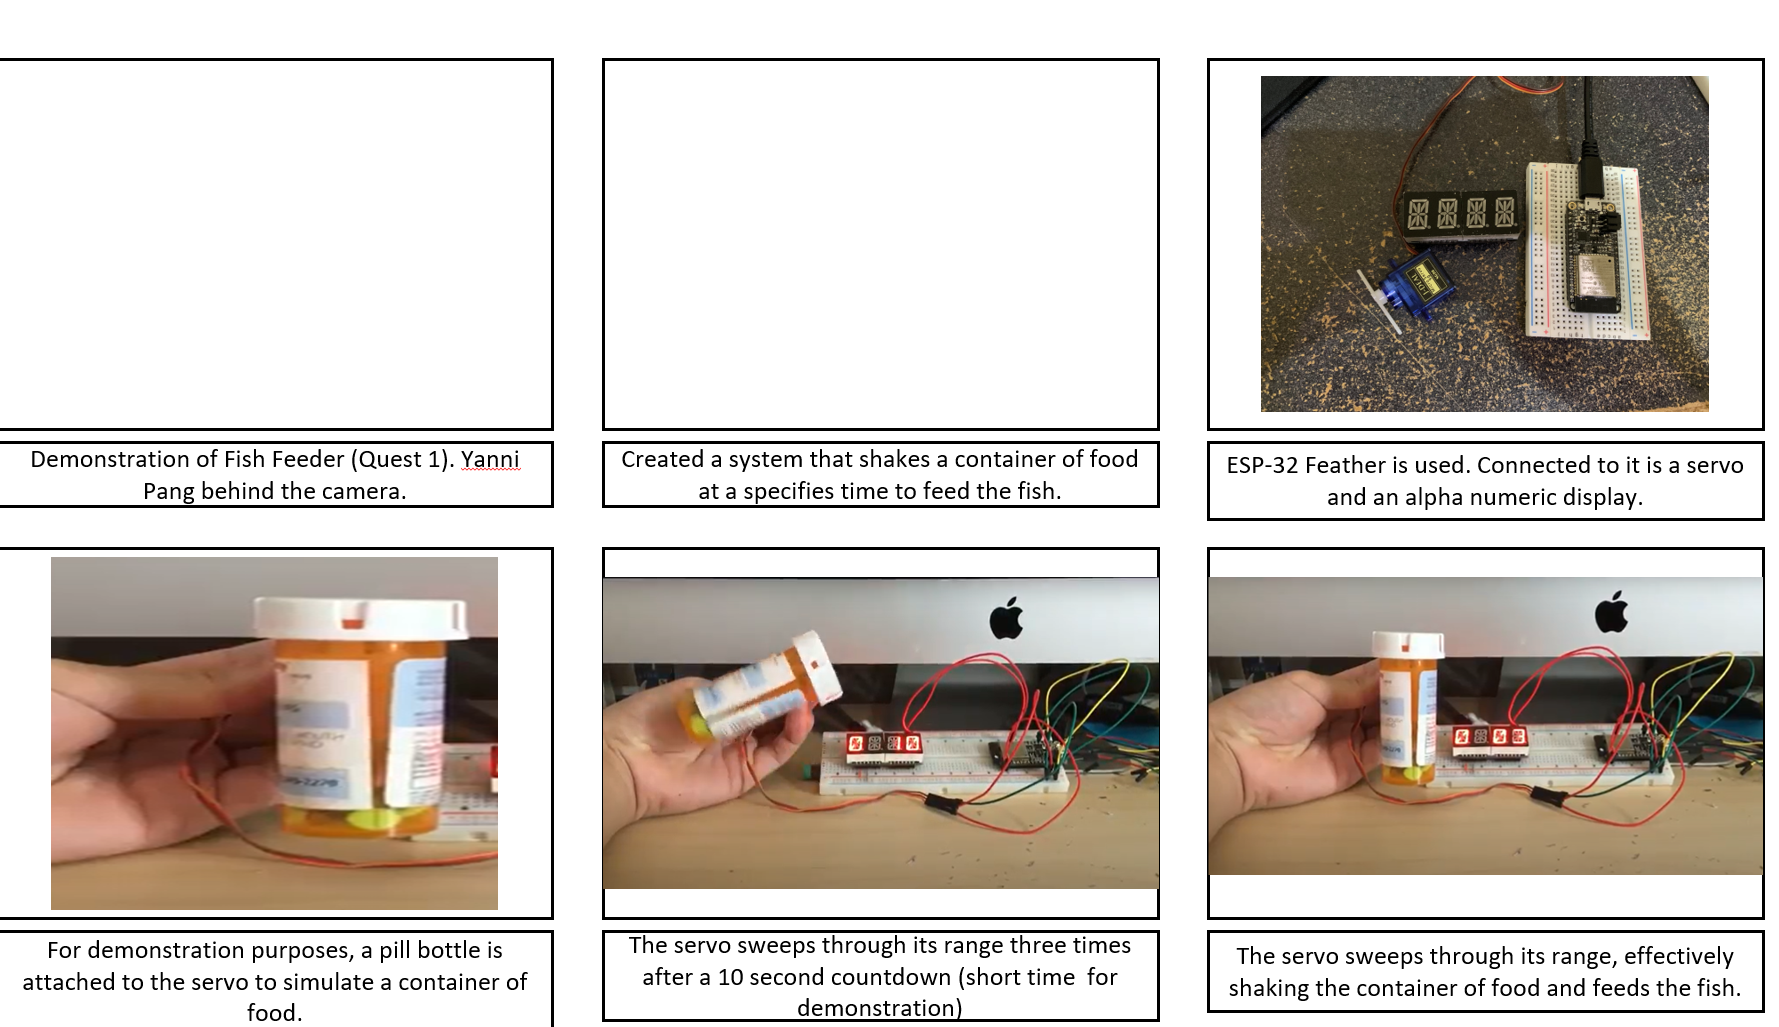 Demonstration of Fish Feeder (Quest 1). Yanni
Pang behind the camera.
Created a system that shakes a container of food
at a specifies time to feed the fish.
ESP-32 Feather is used. Connected to it is a servo
and an alpha numeric display.
For demonstration purposes, a pill bottle is
attached to the servo to simulate a container of
food.
The servo sweeps through its range three times
after a 10 second countdown (short time  for
demonstration)
The servo sweeps through its range, effectively
shaking the container of food and feeds the fish.